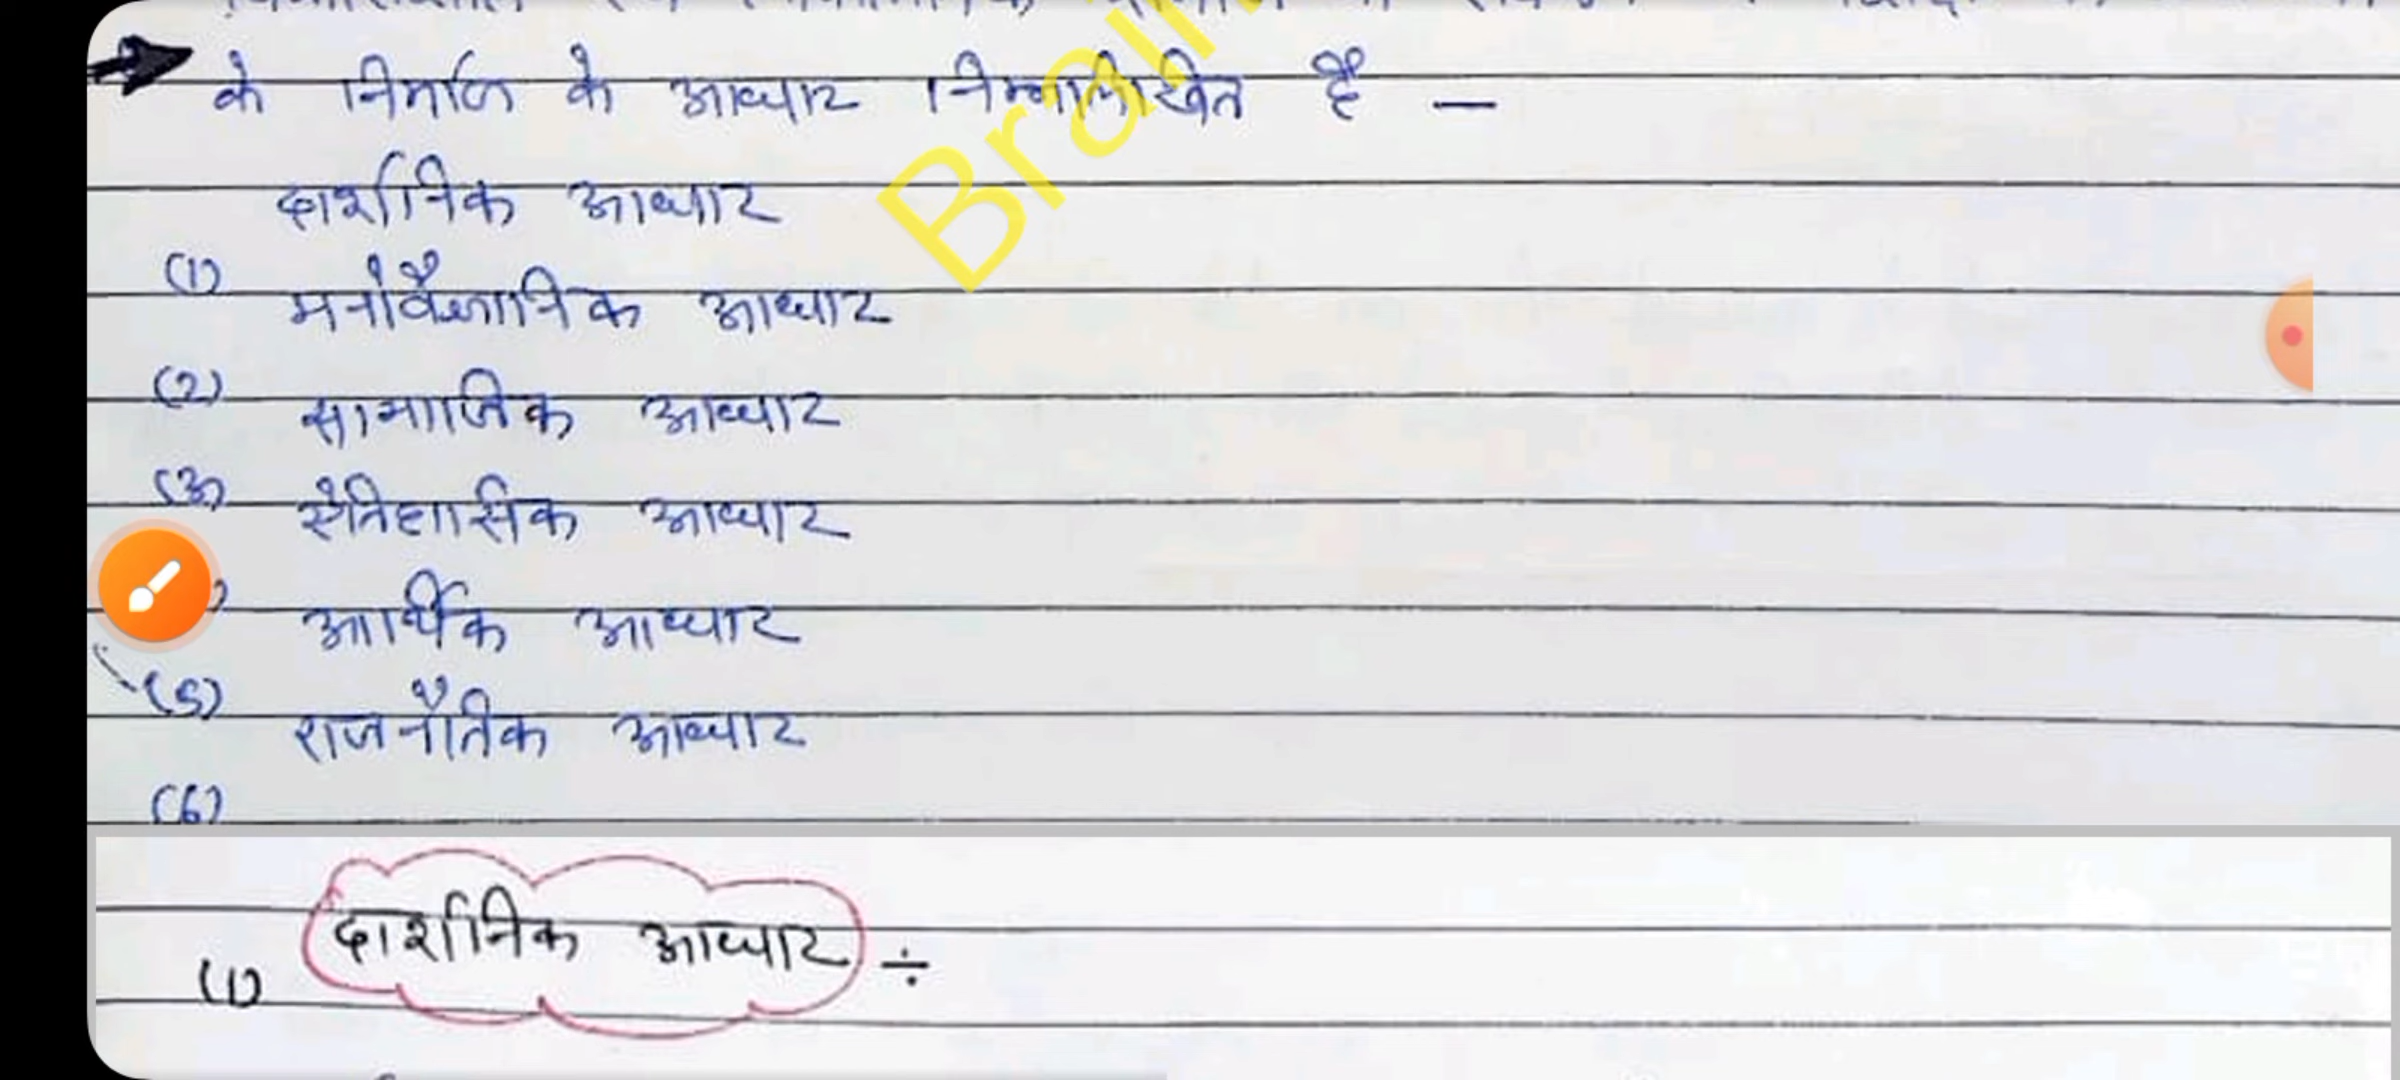 के निर्माण के आधार निम्नलिखित है —
दार्शनिक आधार
(1)
मनोवैज्ञानिक आधार
(2)
सामाजिक आधार
(3)
ऐतिहासिक आधार
आर्थिक आधार
(5)
राजनैतिक आधार
(6)
(1) दार्शनिक आधार ÷